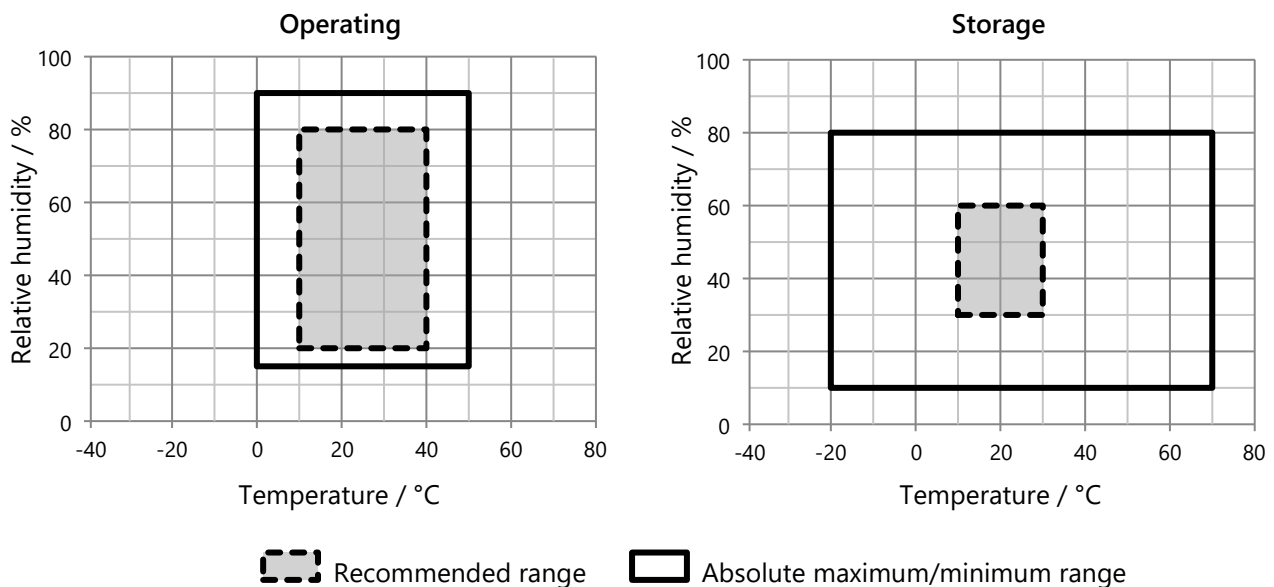 Operating
100
80
60
40
20
0
Relative humidity / %
-40 -20 0 20 40 60 80
Temperature / °C
Storage
100
80
60
40
20
0
Relative humidity / %
-40 -20 0 20 40 60 80
Temperature / °C
Recommended range
Absolute maximum/minimum range